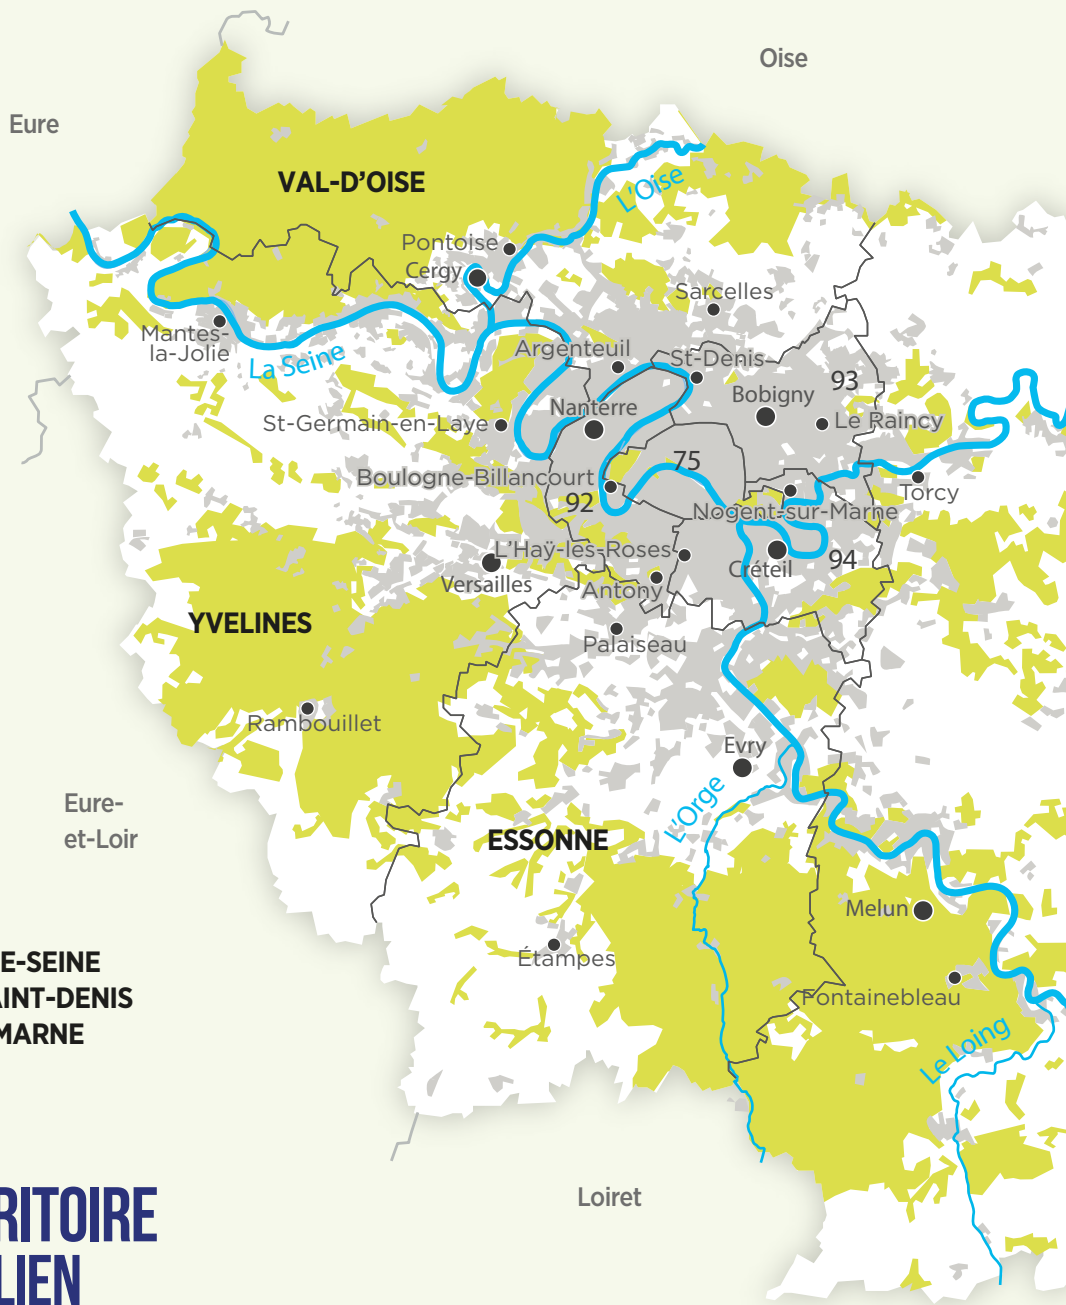 Oise
Eure
VAL-D'OISE
L'Oise
Pontoise
Cergy
Sarcelles
Mantes-
la-Jolie
La Seine
Argenteuil
St-Denis
93
Bobigny
Nanterre
St-Germain-en-Laye
Le Raincy
75
Boulogne-Billancourt
Torcy
92
Nogent-sur-Marne
L'Haÿ-les-Roses
94
Créteil
Versailles
Antony
YVELINES
Palaiseau
Rambouillet
Evry
Eure-
et-Loir
L'Orge
ESSONNE
Melun
Étampes
E-SEINE
AINT-DENIS
MARNE
Fontainebleau
Le Loing
Loiret
RITOIRE
LIEN